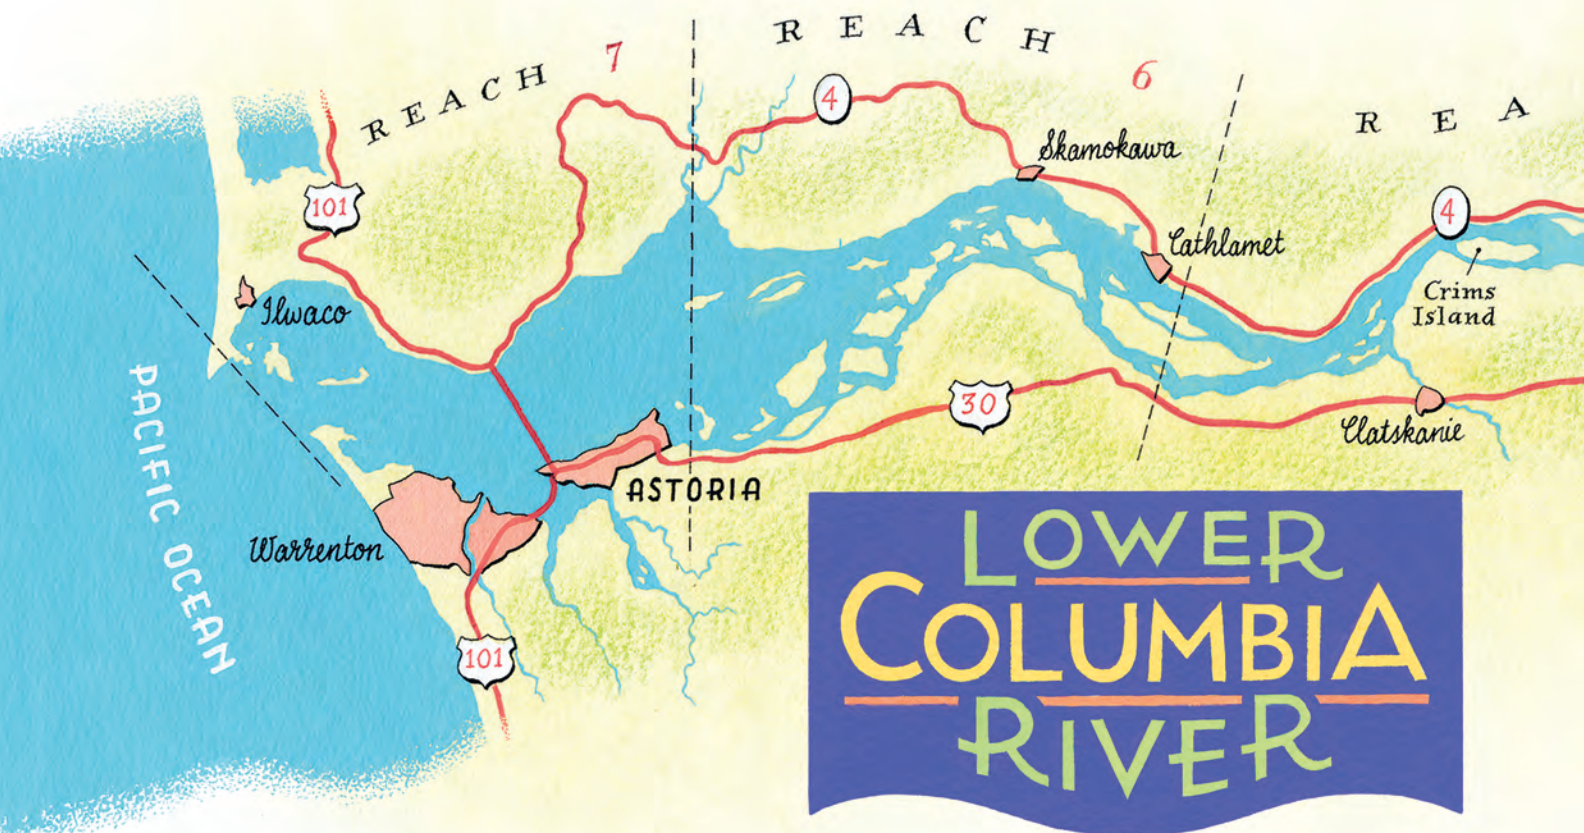 REACH 7
REACH 6
REA
4
Skamokawa
101
4
Cathlamet
Crims
Island
Ilwaco
30
Clatskanie
PACIFIC OCEAN
ASTORIA
Warrenton
101
LOWER
COLUMBIA
RIVER